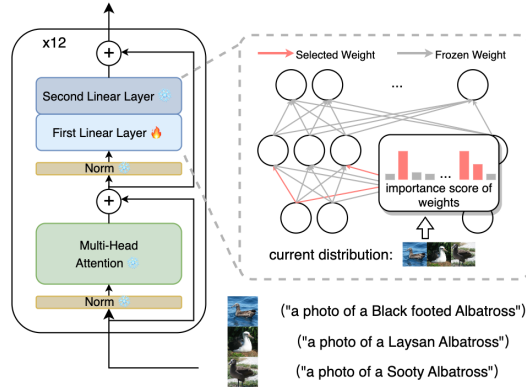 x12
Second Linear Layer
First Linear Layer
Norm
Multi-Head
Attention
Norm
Selected Weight
Frozen Weight
...
...
importance score of
weights
current distribution:
("a photo of a Black footed Albatross")
("a photo of a Laysan Albatross")
("a photo of a Sooty Albatross")